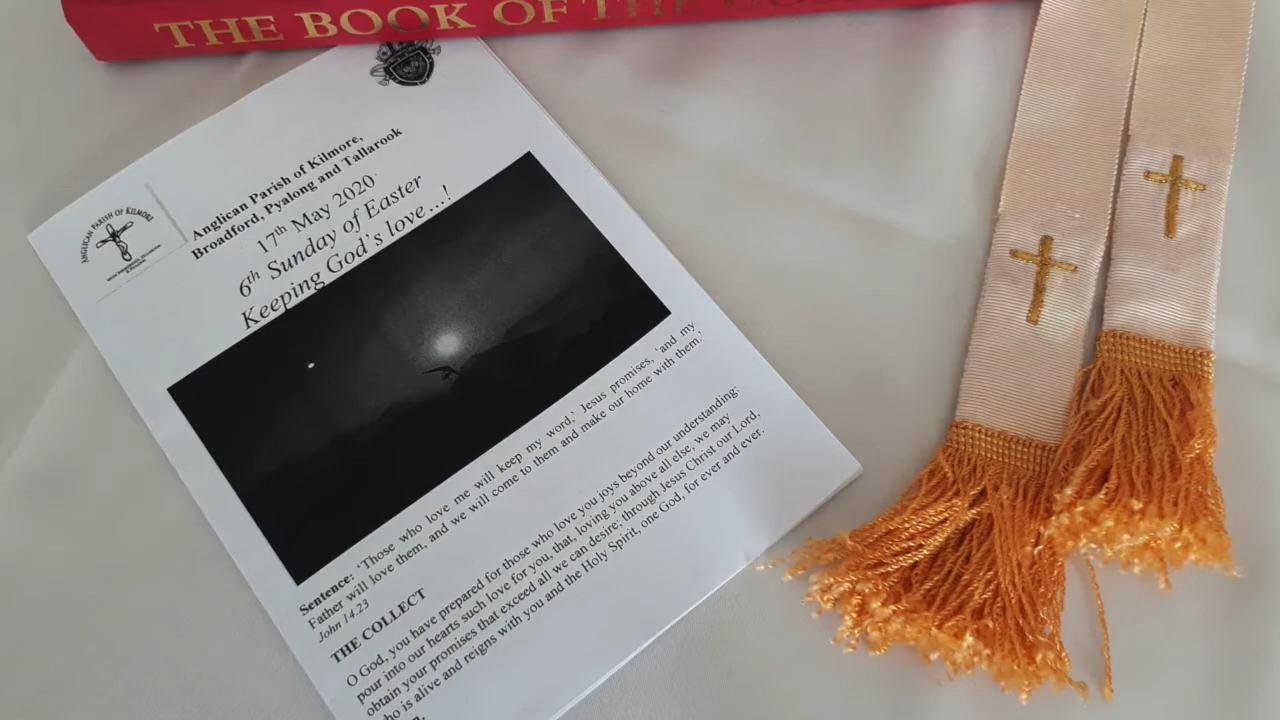 THE BOOK OF THE
ANGLICAN PARISH OF KILMORE
Anglican Parish of Kilmore,
Broadford, Pyalong and Tallarook
17th May 2020
6th Sunday of Easter
Keeping God's love...!
Sentence: 'Those who love me will keep my word,' Jesus promises, 'and my
Father will love them, and we will come to them and make our home with them.'
John 14.23
THE COLLECT
O God, you have prepared for those who love you joys beyond our understanding:
pour into our hearts such love for you, that, loving you above all else, we may
obtain your promises that exceed all we can desire; through Jesus Christ our Lord,
ho is alive and reigns with you and the Holy Spirit, one God, for ever and ever.